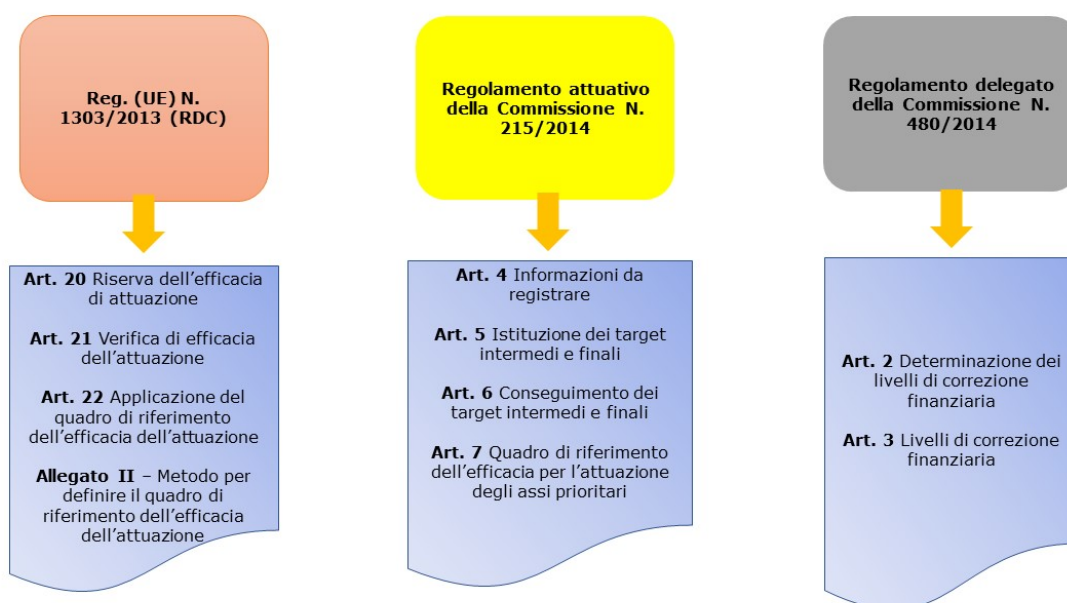 Reg. (UE) N.
1303/2013 (RDC)
Art. 20 Riserva dell'efficacia
di attuazione
Art. 21 Verifica di efficacia
dell'attuazione
Art. 22 Applicazione del
quadro di riferimento
dell'efficacia dell'attuazione
Allegato II – Metodo per
definire il quadro di
riferimento dell'efficacia
dell'attuazione
Regolamento attuativo
della Commissione N.
215/2014
Art. 4 Informazioni da
registrare
Art. 5 Istituzione dei target
intermedi e finali
Art. 6 Conseguimento dei
target intermedi e finali
Art. 7 Quadro di riferimento
dell'efficacia per l'attuazione
degli assi prioritari
Regolamento delegato
della Commissione N.
480/2014
Art. 2 Determinazione dei
livelli di correzione
finanziaria
Art. 3 Livelli di correzione
finanziaria